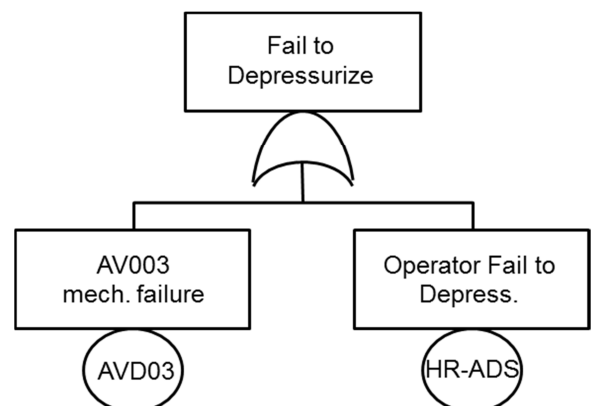 Fail to
Depressurize
AV003
mech. failure
Operator Fail to
Depress.
AVD03
HR-ADS